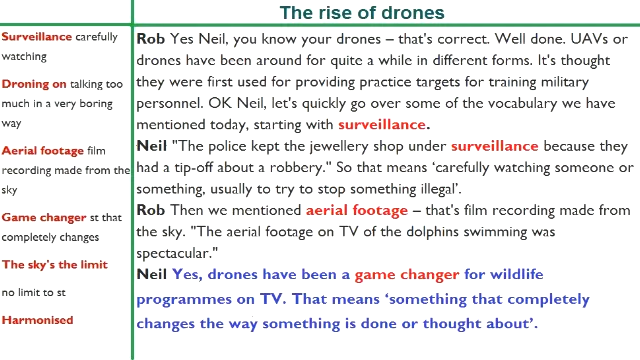 The rise of drones
Surveillance carefully
watching
Droning on talking too
much in a very boring
way
Aerial footage film
recording made from the
sky
Game changer st that
completely changes
The sky's the limit
no limit to st
Harmonised
Rob Yes Neil, you know your drones – that's correct. Well done. UAVs or
drones have been around for quite a while in different forms. It's thought
they were first used for providing practice targets for training military
personnel. OK Neil, let's quickly go over some of the vocabulary we have
mentioned today, starting with surveillance.
Neil "The police kept the jewellery shop under surveillance because they
had a tip-off about a robbery." So that means ‘carefully watching someone or
something, usually to try to stop something illegal’.
Rob Then we mentioned aerial footage – that's film recording made from
the sky. "The aerial footage on TV of the dolphins swimming was
spectacular."
Neil Yes, drones have been a game changer for wildlife
programmes on TV. That means ‘something that completely
changes the way something is done or thought about’.